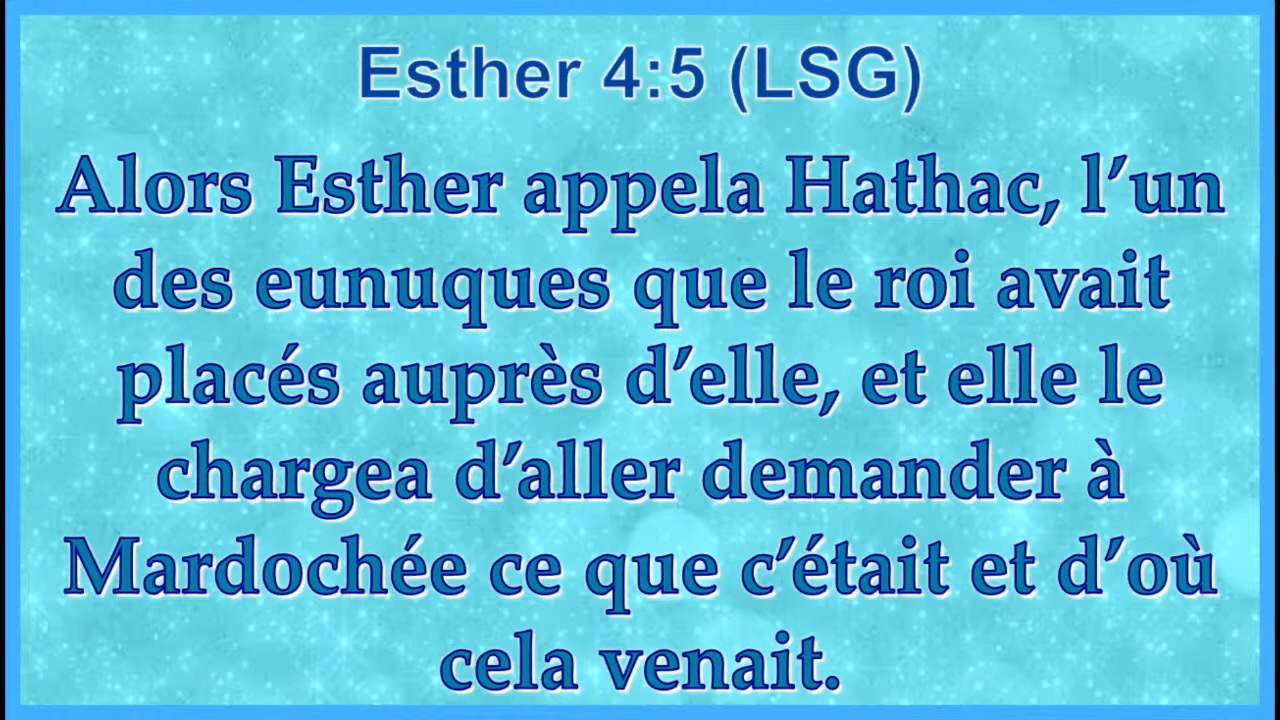 Esther 4:5 (LSG)
Alors Esther appela Hathac, l’un
des eunuques que le roi avait
placés auprès d’elle, et elle le
chargea d’aller demander à
Mardochée ce que c’était et d’où
cela venait.